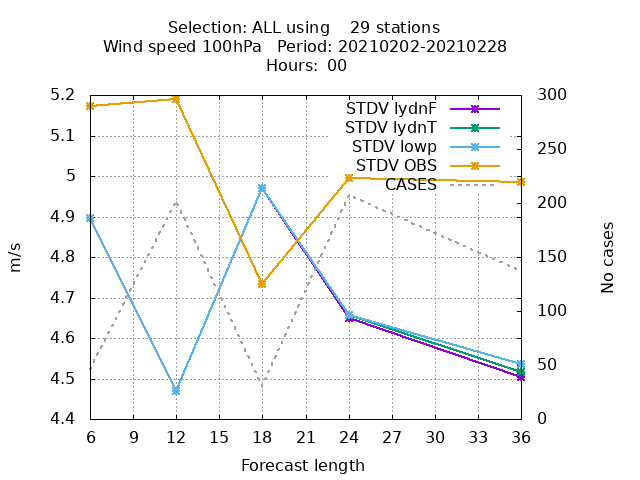 Selection: ALL using    29 stations
Wind speed 100hPa   Period: 20210202-20210228
Hours:  00
5.2
5.1
5
4.9
4.8
4.7
4.6
4.5
4.4
300
250
200
150
100
50
0
6 9 12 15 18 21 24 27 30 33 36
m/s
No cases
Forecast length
STDV lydnF
STDV lydnT
STDV lowp
STDV OBS
CASES